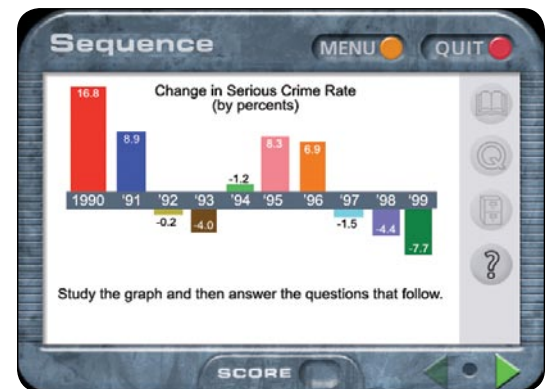 Sequence
MENU
QUIT
Change in Serious Crime Rate
(by percents)
16.8
8.9
-1.2
8.3
6.9
1990 '91 '92 '93 '94 '95 '96 '97 '98 '99
-0.2
-4.0
-1.5
-4.4
-7.7
Study the graph and then answer the questions that follow.
Q
?
SCORE